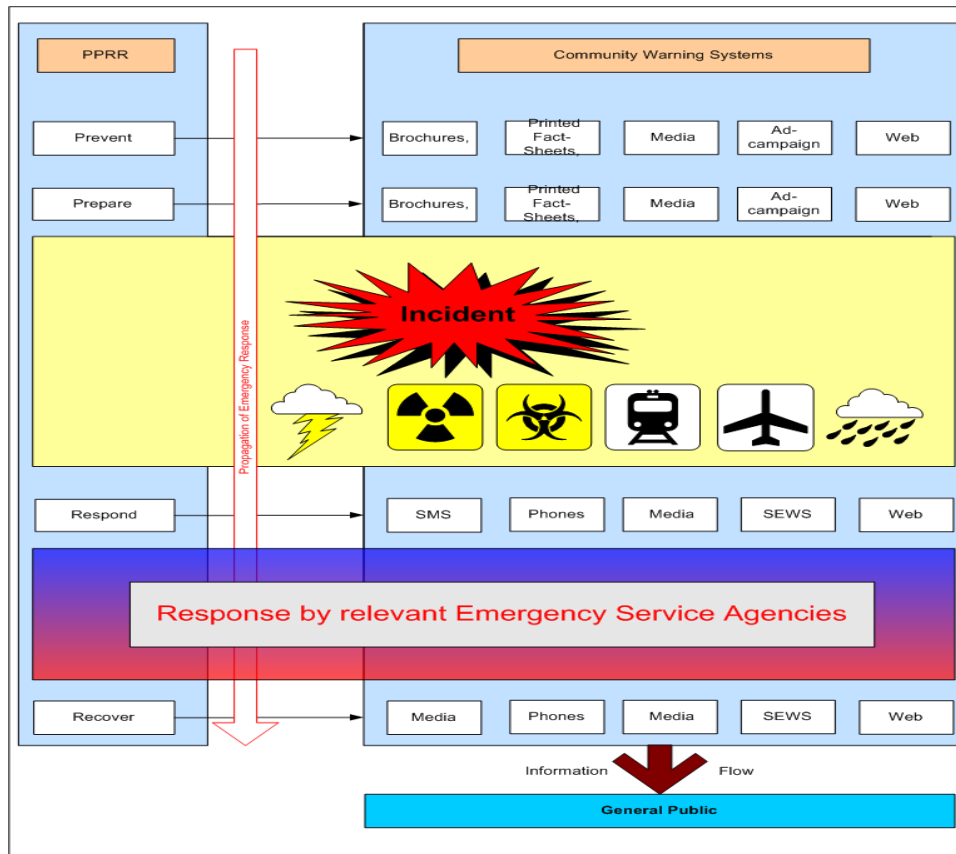 PPRR
Community Warning Systems
Prevent
Brochures,
Printed
Fact-
Sheets,
Media
Ad-
campaign
Web
Prepare
Brochures,
Printed
Fact-
Sheets,
Media
Ad-
campaign
Web
Incident
Propagation of Emergency Response
Respond
SMS
Phones
Media
SEWS
Web
Response by relevant Emergency Service Agencies
Recover
Media
Phones
Media
SEWS
Web
Information
Flow
General Public